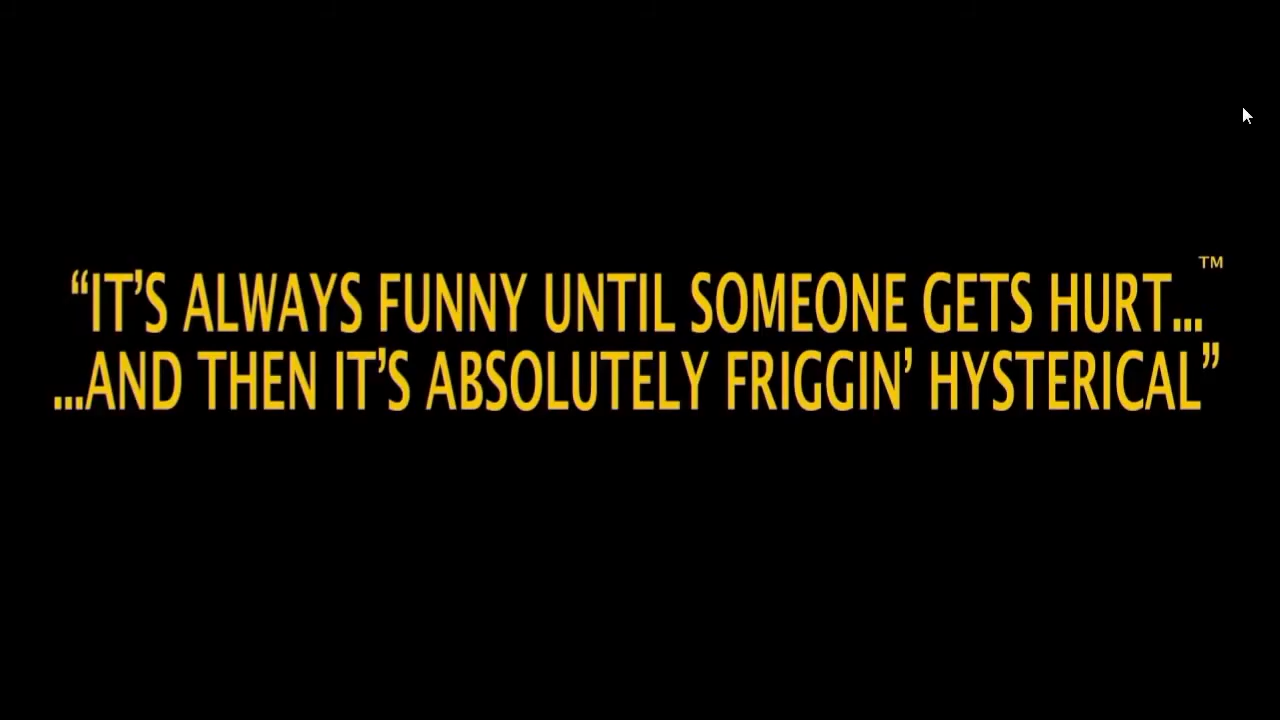 “IT’S ALWAYS FUNNY UNTIL SOMEONE GETS HURT...™
...AND THEN IT’S ABSOLUTELY FRIGGIN’ HYSTERICAL”